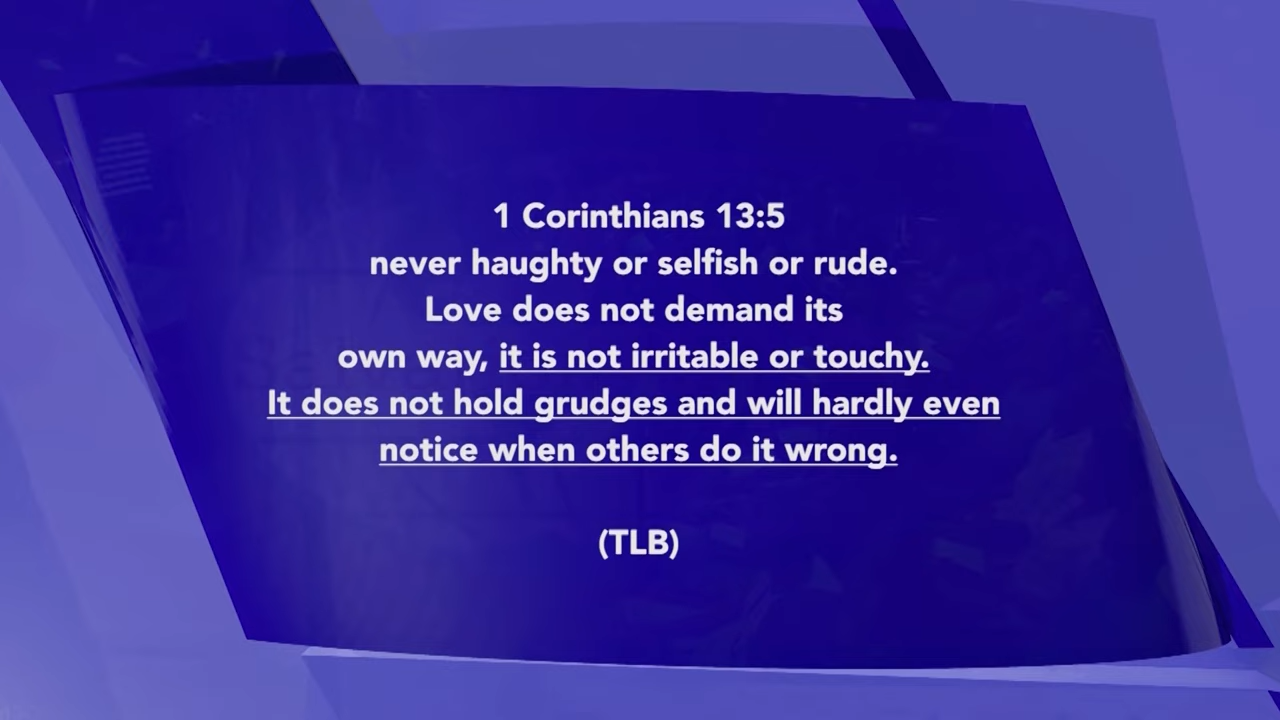 1 Corinthians 13:5
never haughty or selfish or rude.
Love does not demand its
own way, it is not irritable or touchy.
It does not hold grudges and will hardly even
notice when others do it wrong.
(TLB)